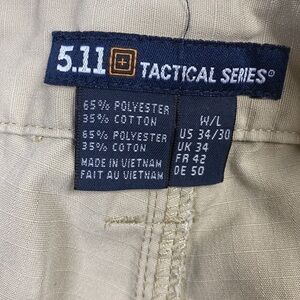 5.11 TACTICAL SERIES®
65% POLYESTER
35% COTTON
65% POLYESTER
35% COTON
MADE IN VIETNAM
FAIT AU VIETNAM
W/L
US 34/30
UK 34
FR 42
DE 50